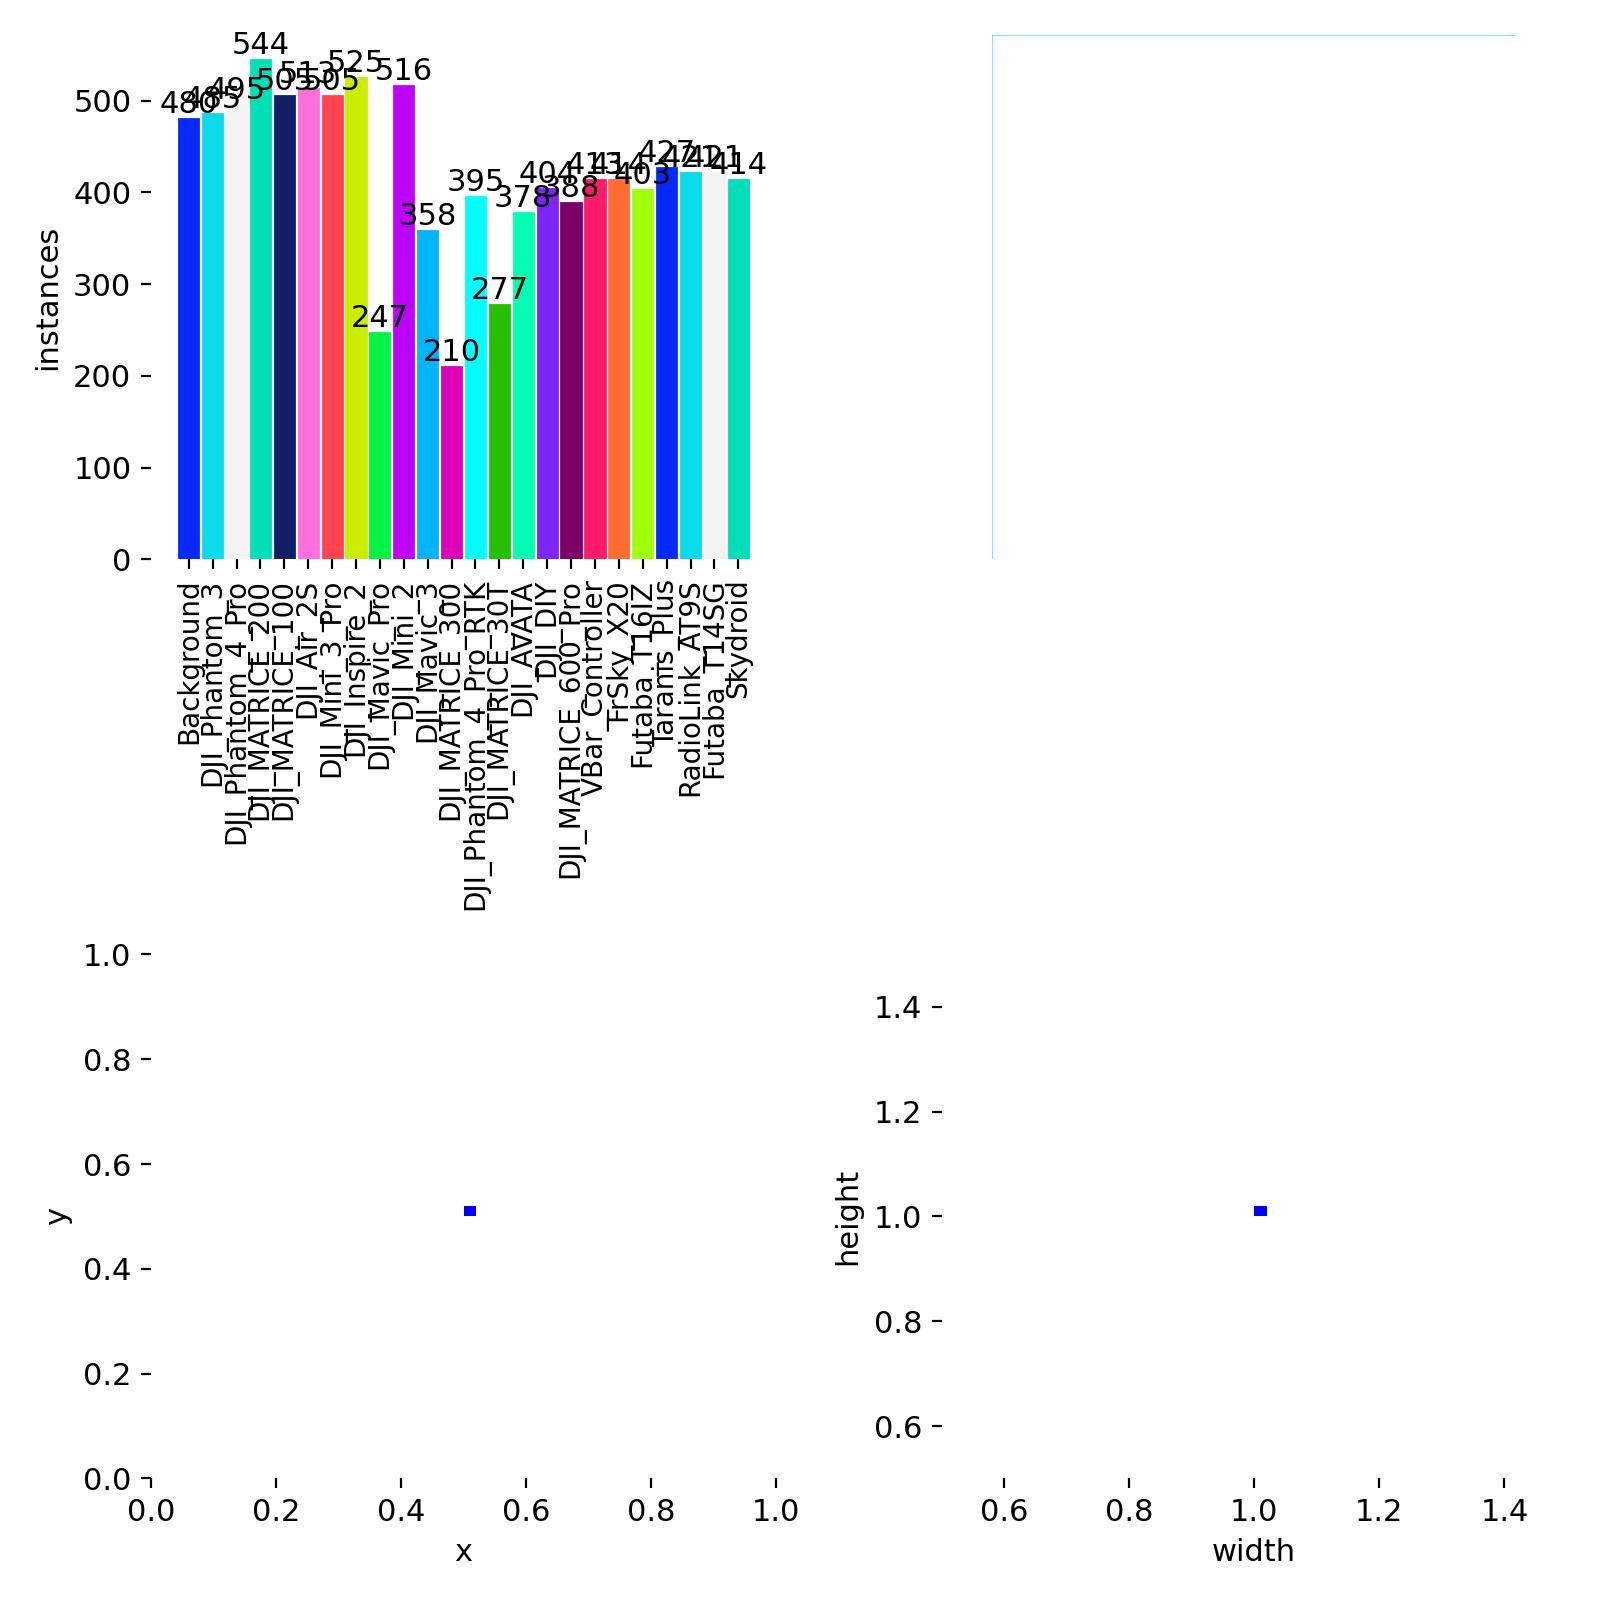 544
525
513
516
505
505
495
485
480
500
427
421
421
414
413
414
404
403
400
395
388
378
358
300
277
247
210
200
100
0
instances
Background
DJI_Phantom_3
DJI_Phantom_4_Pro
DJI_MATRICE_200
DJI_MATRICE_100
DJI_Air_2S
DJI_Mini_3_Pro
DJI_Inspire_2
DJI_Mavic_Pro
DJI_Mini_2
DJI_Mavic_3
DJI_MATRICE_300
DJI_Phantom_4_Pro_RTK
DJI_MATRICE_30T
DJI_AVATA
DJI_DIY
DJI_MATRICE_600_Pro
VBar_Controller
FrSky_X20
Futaba_T16IZ
Taranis_Plus
RadioLink_AT9S
Futaba_T14SG
Skydroid
1.0
0.8
0.6
0.4
0.2
0.0
y
0.0 0.2 0.4 0.6 0.8 1.0
x
1.4
1.2
1.0
0.8
0.6
height
0.6 0.8 1.0 1.2 1.4
width